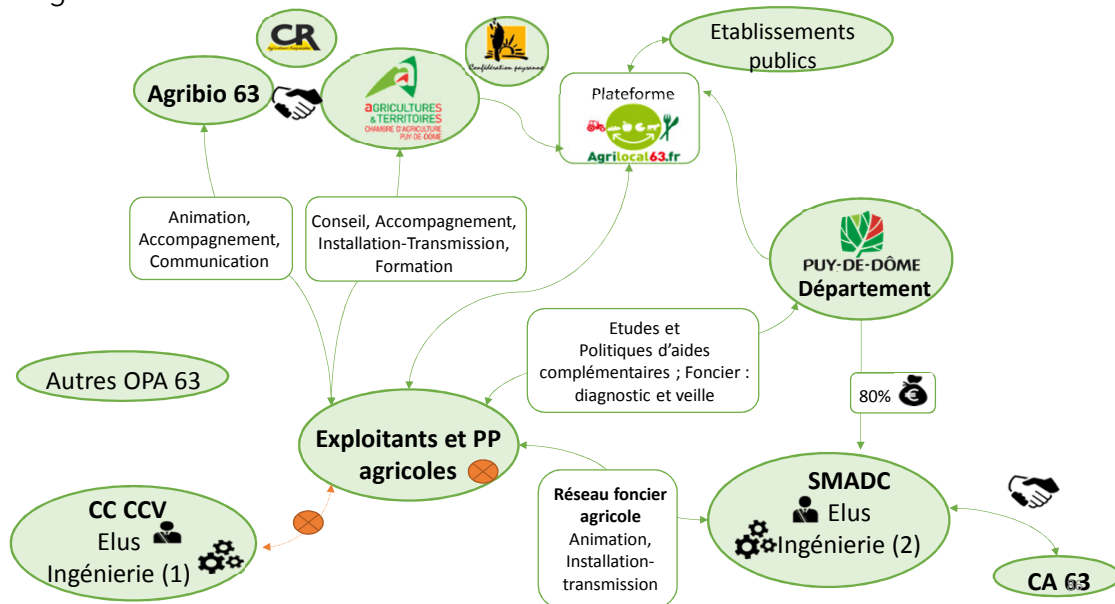 CR
Agribio 63
Confédération paysanne
aGRICULTURES
& TERRITOIRES
CHAMBRE D'AGRICULTURE
PUY-DE-DÔME
Plateforme
Agrilocal63.fr
Etablissements
publics
Animation,
Accompagnement,
Communication
Conseil, Accompagnement,
Installation-Transmission,
Formation
PUY-DE-DÔME
Département
Etudes et
Politiques d'aides
complémentaires ; Foncier :
diagnostic et veille
80%
€
Autres OPA 63
Exploitants et PP
agricoles
CC CCV
Elus
Ingénierie (1)
Réseau foncier
agricole
Animation,
Installation-
transmission
SMADC
Elus
Ingénierie (2)
CA 63